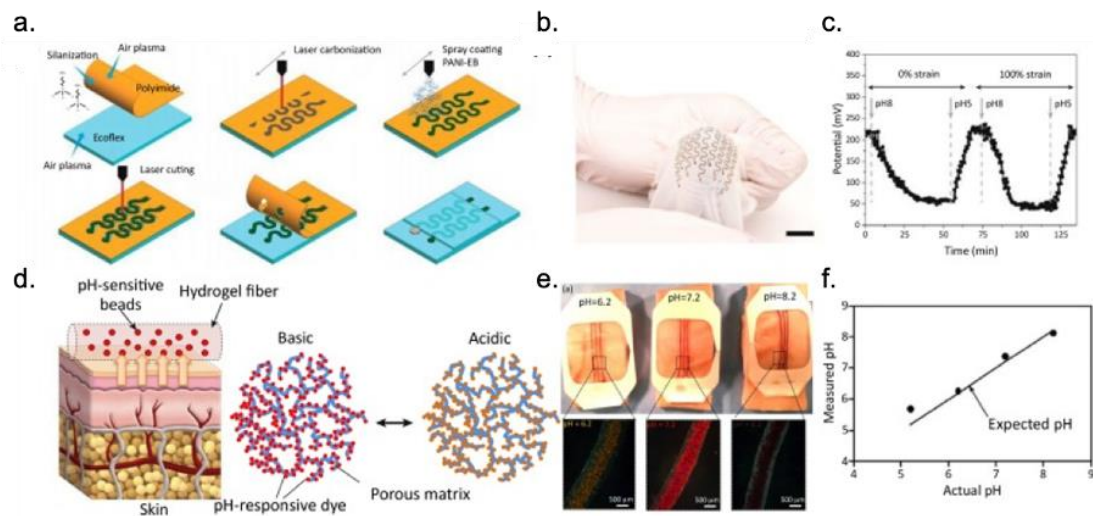 a.
Silanization
Air plasma
Polyimide
Ecoflex
Air plasma
Laser carbonization
Spray coating
PANI-EB
Laser cuting
b.
c.
Potential (mV)
400
350
300
250
200
150
100
50
0
0% strain
100% strain
pH8
pH5
pH8
pH5
0
25
50
75
100
125
Time (min)
d.
pH-sensitive
beads
Hydrogel fiber
Skin
Basic
Acidic
pH-responsive dye
Porous matrix
e.
(a)
pH=6.2
pH=7.2
pH=8.2
pH = 6.2
500 μm
500 μm
500 μm
f.
Measured pH
9
8
7
6
5
4
Expected pH
4
5
6
7
8
9
Actual pH